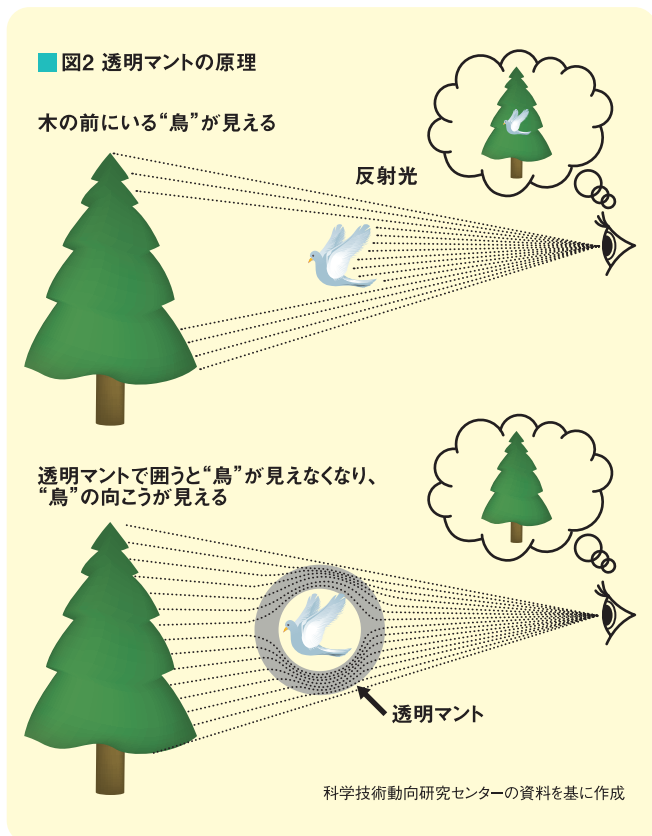 図2 透明マントの原理
木の前にいる“鳥”が見える
反射光
透明マントで囲うと“鳥”が見えなくなり、
“鳥”の向こうが見える
透明マント
科学技術動向研究センターの資料を基に作成